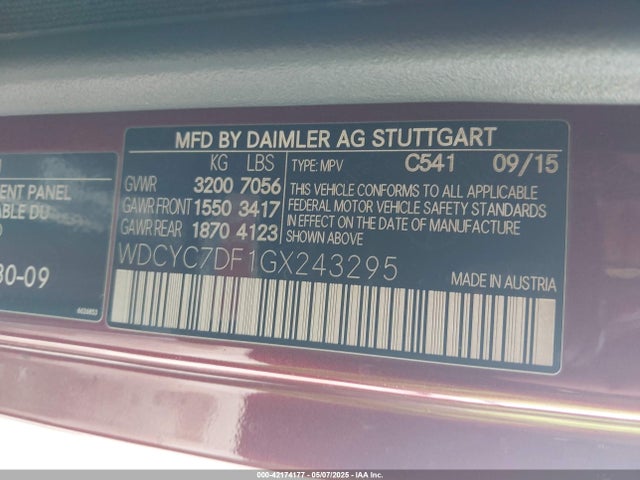 MFD BY DAIMLER AG STUTTGART
KG LBS
GVWR 3200 7056
GAWR FRONT 1550 3417
GAWR REAR 1870 4123
TYPE: MPV C541 09/15
THIS VEHICLE CONFORMS TO ALL APPLICABLE
FEDERAL MOTOR VEHICLE SAFETY STANDARDS
IN EFFECT ON THE DATE OF MANUFACTURE
SHOWN ABOVE
WDCYC7DF1GX243295
MADE IN AUSTRIA
ENT PANEL
ABLE DU
30-09
000-42174177 - 05/07/2025 - IAAI.COM